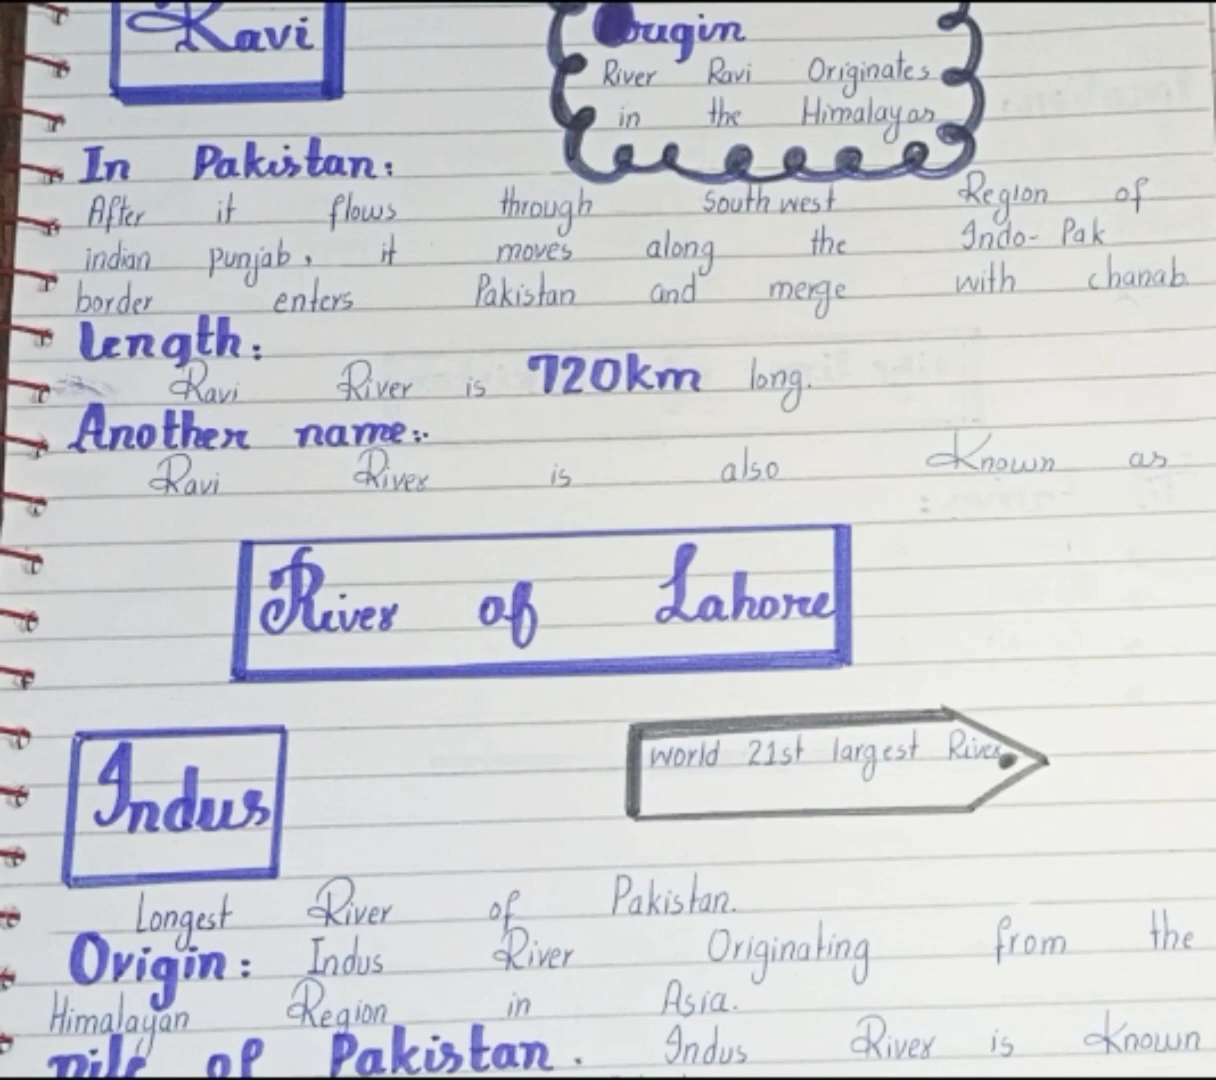 Ravi
Origin
River Ravi Originates
in the Himalayas
In Pakistan:
After it flows through South west Region of
indian punjab, it moves along the Indo-Pak
border enters Pakistan and merge with chanab.
Length:
Ravi River is 720km long.
Another name:
Ravi River is also Known as
River of Lahore
Indus
world 21st largest River.
Longest River of Pakistan.
Origin: Indus River Originating from the
Himalayan Region in Asia.
nile of Pakistan. Indus River is Known